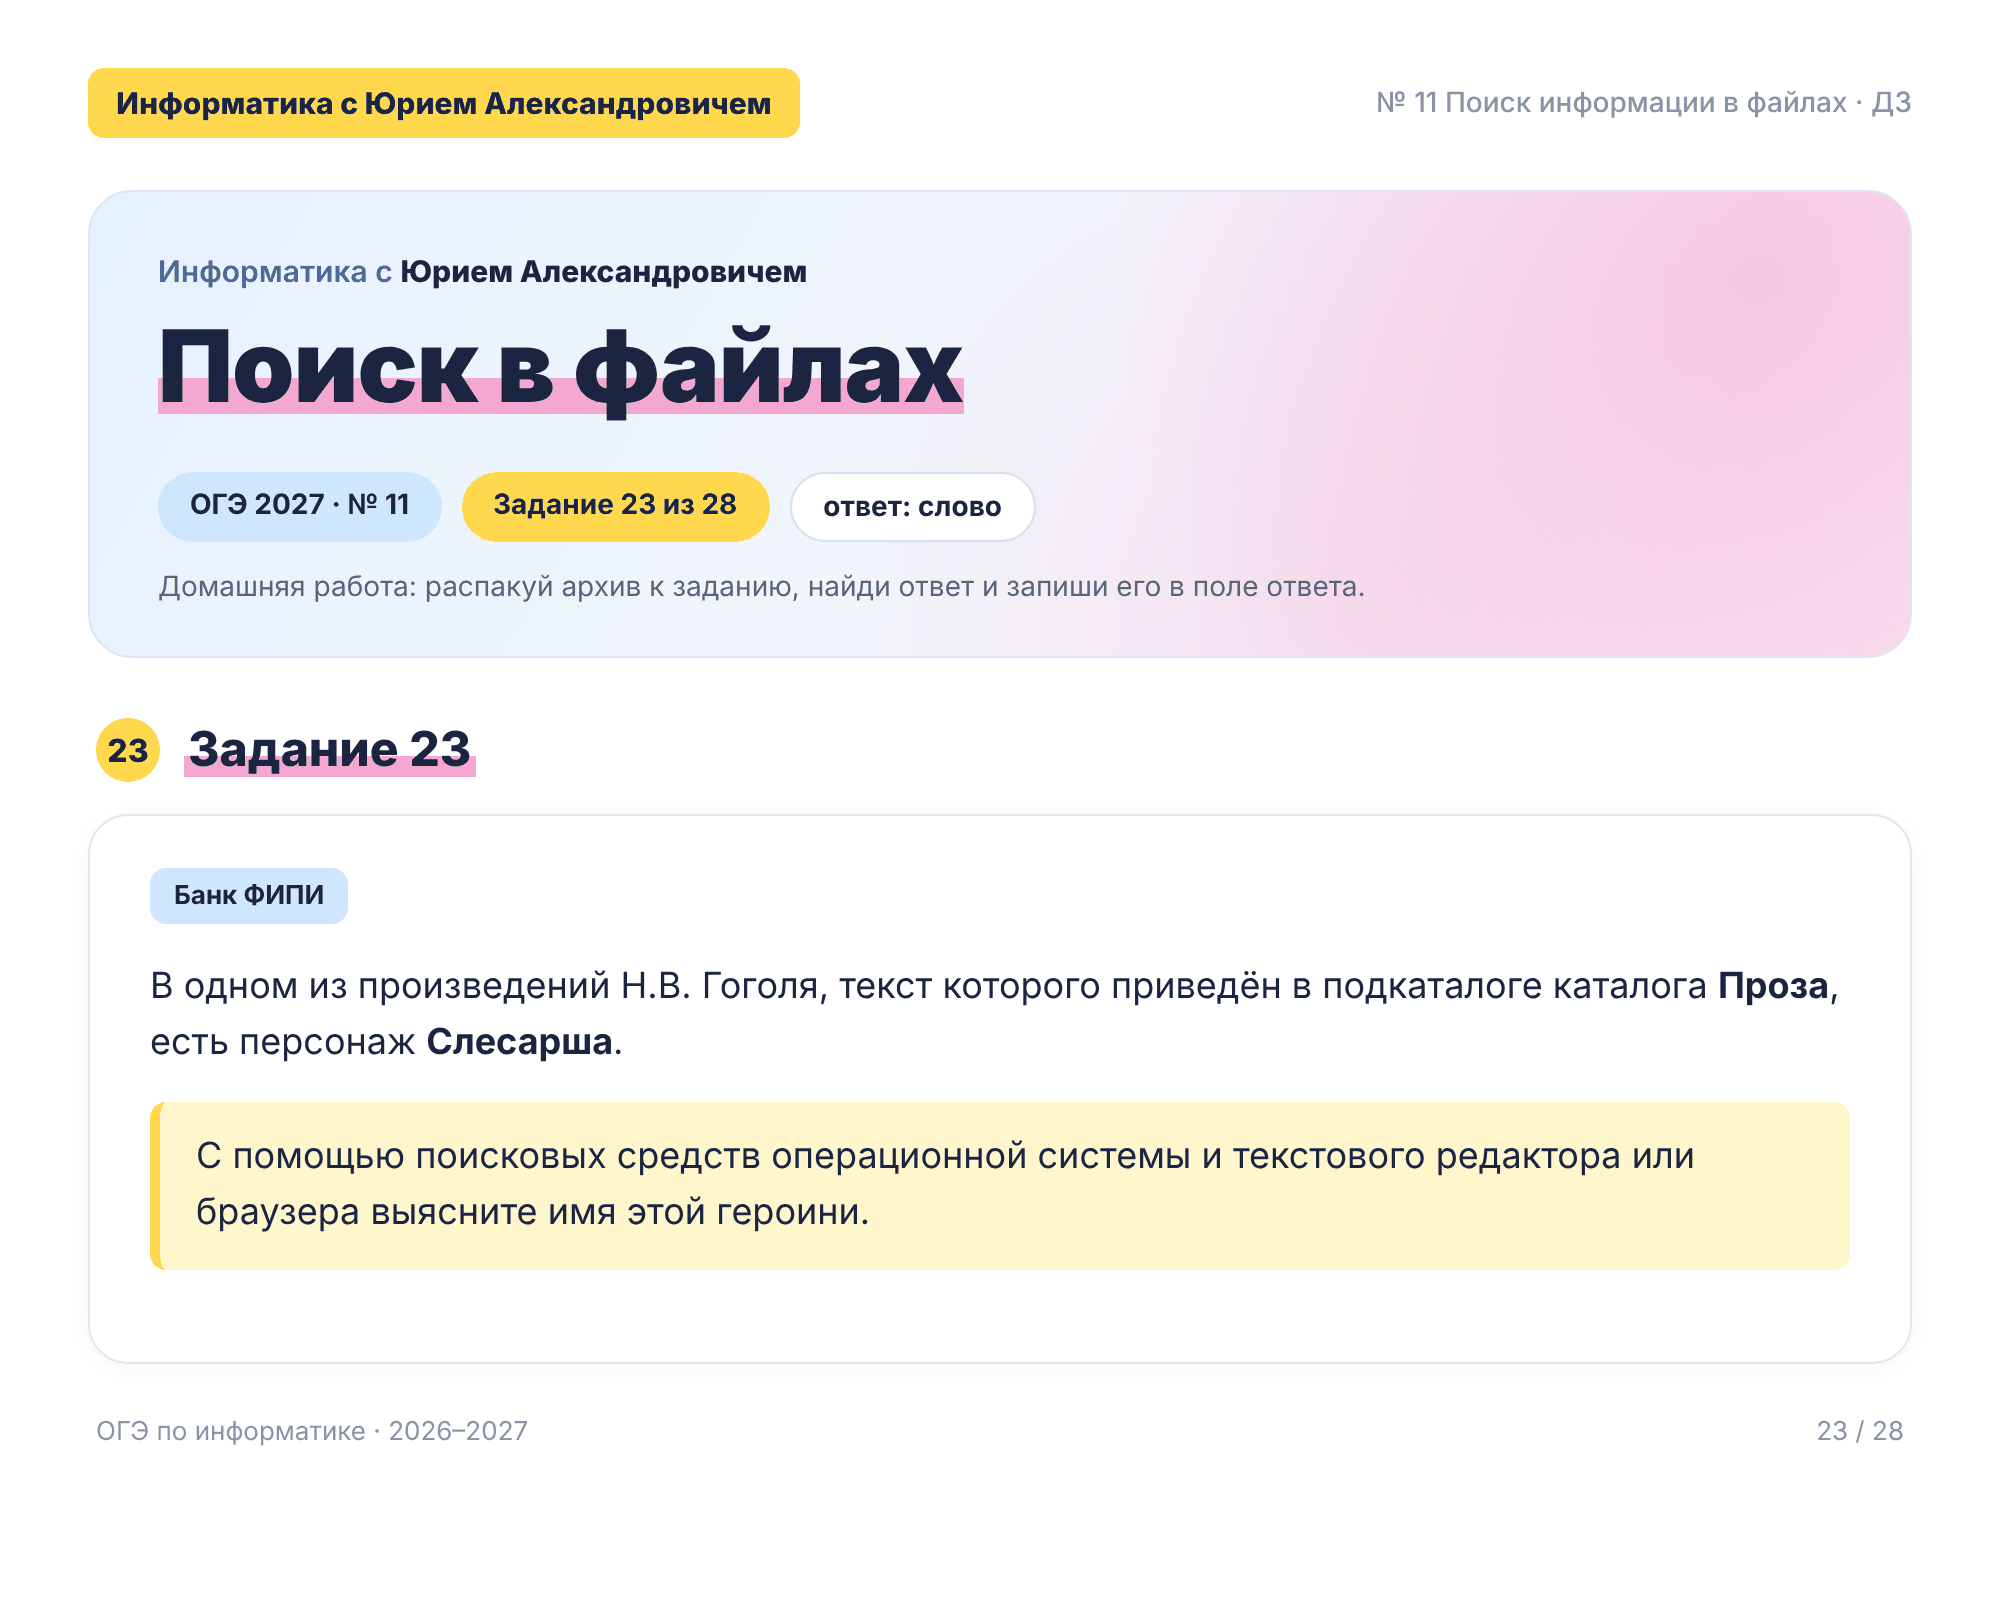 Информатика с Юрием Александровичем
№ 11 Поиск информации в файлах · ДЗ
Информатика с Юрием Александровичем
Поиск в файлах
ОГЭ 2027 · № 11
Задание 23 из 28
ответ: слово
Домашняя работа: распакуй архив к заданию, найди ответ и запиши его в поле ответа.
23 Задание 23
Банк ФИПИ
В одном из произведений Н.В. Гоголя, текст которого приведён в подкаталоге каталога Проза,
есть персонаж Слесарша.
С помощью поисковых средств операционной системы и текстового редактора или
браузера выясните имя этой героини.
ОГЭ по информатике · 2026–2027
23 / 28